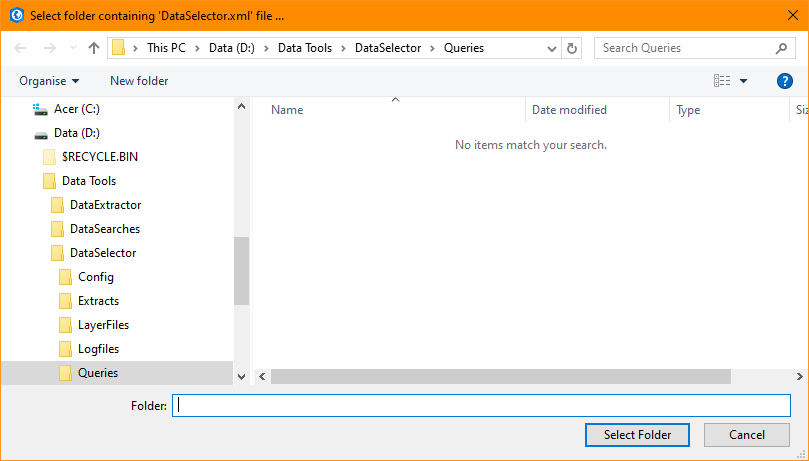 Select folder containing 'DataSelector.xml' file ...
This PC > Data (D:) > Data Tools > DataSelector > Queries
Search Queries
Organise
New folder
?
Acer (C:)
Data (D:)
$RECYCLE.BIN
Data Tools
DataExtractor
DataSearches
DataSelector
Config
Extracts
LayerFiles
Logfiles
Queries
Name Date modified Type Siz
No items match your search.
Folder:
Select Folder Cancel